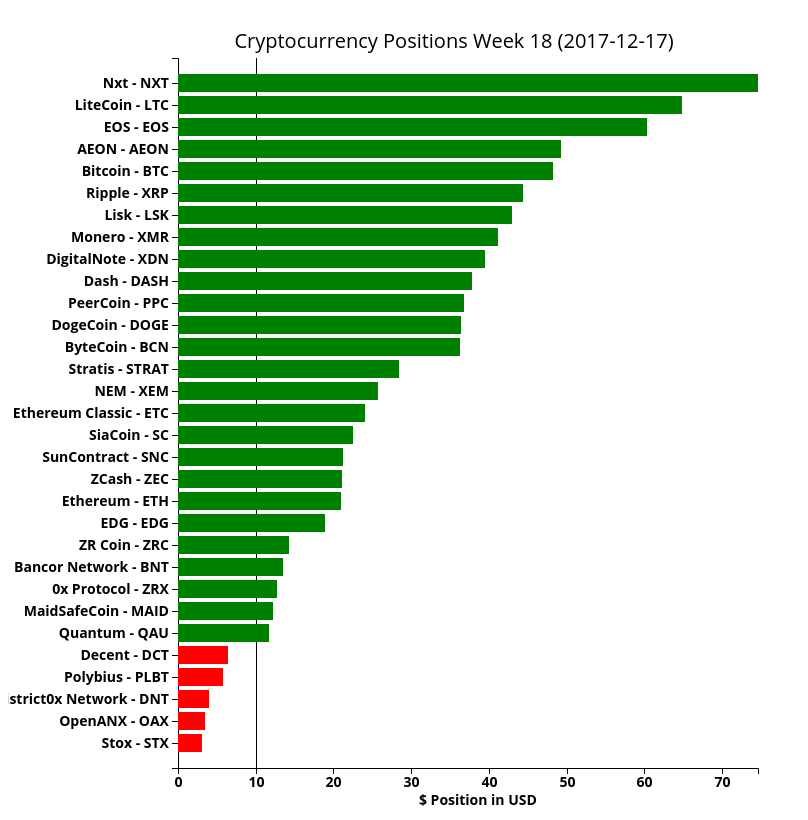 Cryptocurrency Positions Week 18 (2017-12-17)
Nxt - NXT
LiteCoin - LTC
EOS - EOS
AEON - AEON
Bitcoin - BTC
Ripple - XRP
Lisk - LSK
Monero - XMR
DigitalNote - XDN
Dash - DASH
PeerCoin - PPC
DogeCoin - DOGE
ByteCoin - BCN
Stratis - STRAT
NEM - XEM
Ethereum Classic - ETC
SiaCoin - SC
SunContract - SNC
ZCash - ZEC
Ethereum - ETH
EDG - EDG
ZR Coin - ZRC
Bancor Network - BNT
0x Protocol - ZRX
MaidSafeCoin - MAID
Quantum - QAU
Decent - DCT
Polybius - PLBT
strict0x Network - DNT
OpenANX - OAX
Stox - STX
0 10 20 30 40 50 60 70
$ Position in USD